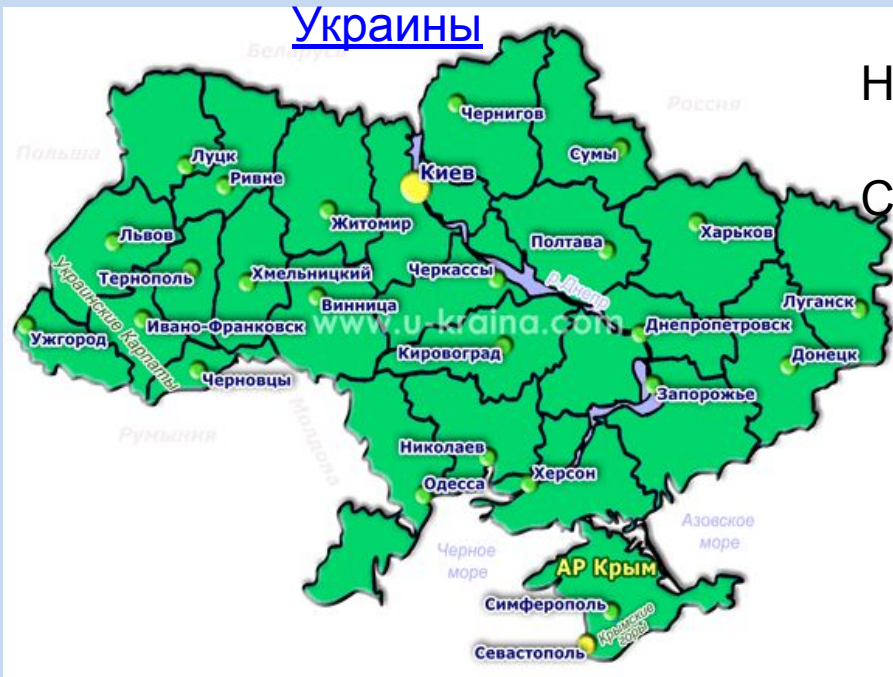 Украины
Беларусь
Н
Чернигов
Россия
С
Польша
Луцк
Сумы
Ривне
Киев
Житомир
Львов
Полтава
Харьков
Тернополь
Хмельницкий
Черкассы
р.Днепр
Украинские Карпаты
Винница
Луганск
Ужгород
Ивано-Франковск
www.u-kraina.com
Днепропетровск
Кировоград
Донецк
Черновцы
Запорожье
Румыния
Молдова
Николаев
Херсон
Одесса
Азовское
море
Черное
море
АР Крым
Симферополь
Крымские
горы
Севастополь